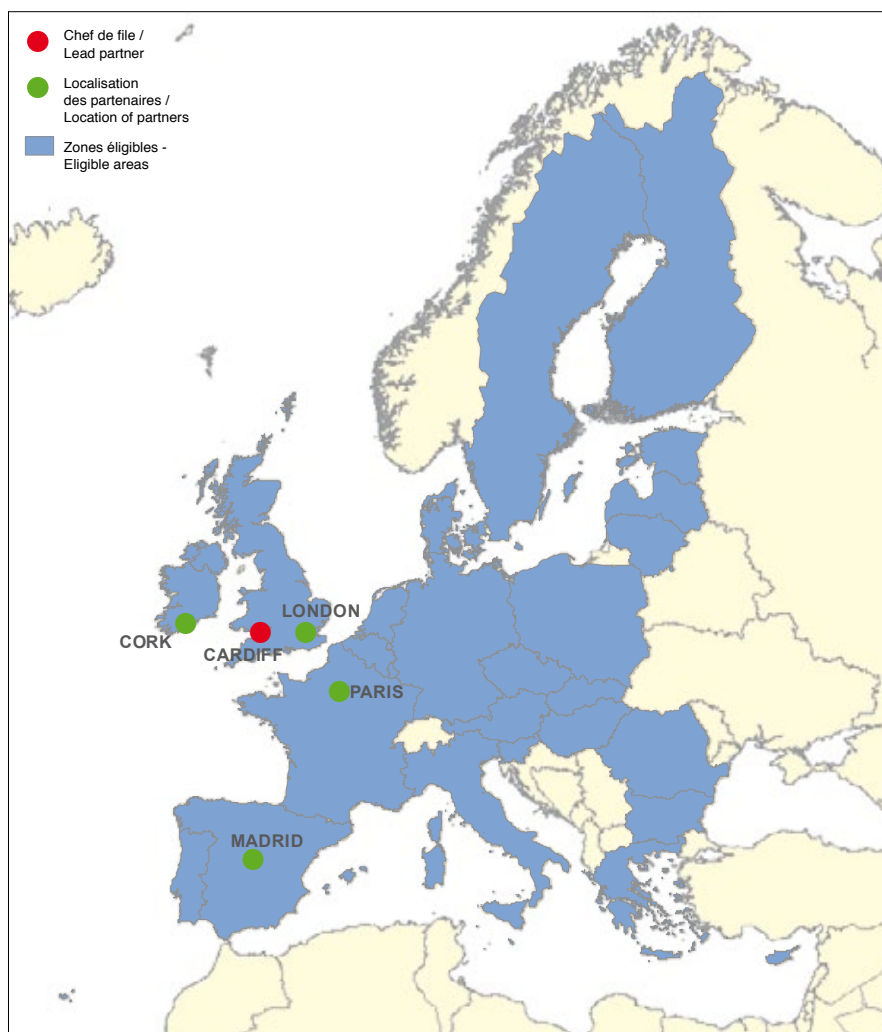 Chef de file /
Lead partner
Localisation
des partenaires /
Location of partners
Zones éligibles -
Eligible areas
LONDON
CORK
CARDIFF
PARIS
MADRID